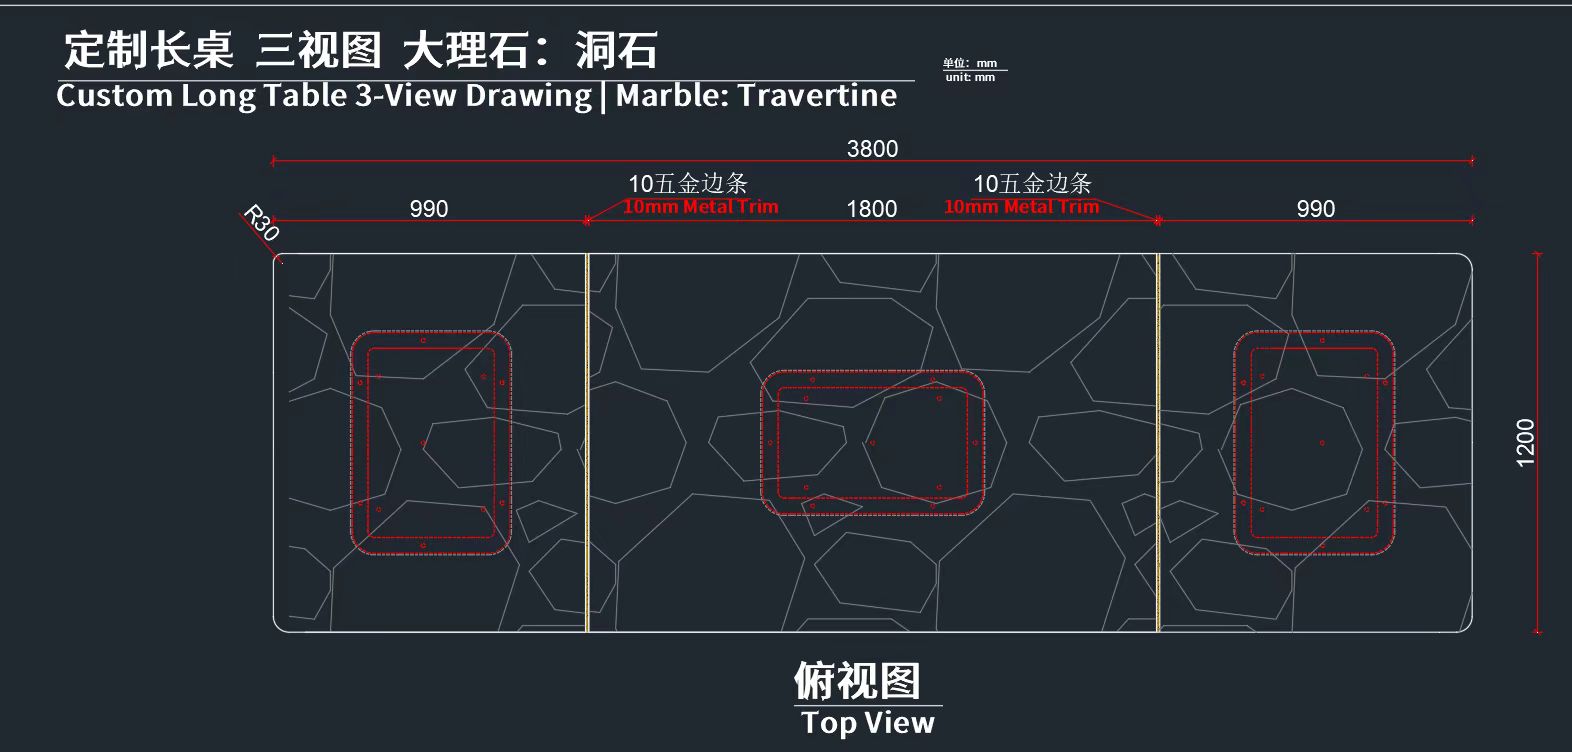 定制长桌 三视图 大理石：洞石
Custom Long Table 3-View Drawing | Marble: Travertine
单位：mm
unit: mm
3800
10五金边条
10五金边条
10mm Metal Trim
10mm Metal Trim
990
1800
990
R30
1200
俯视图
Top View